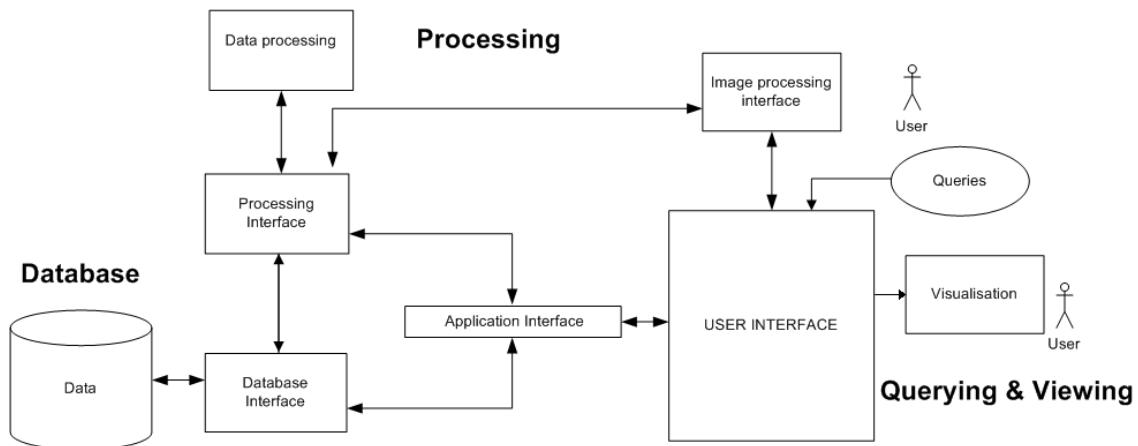 Data processing
Processing
Image processing
interface
User
Queries
Processing
Interface
Database
Visualisation
Application Interface
USER INTERFACE
User
Data
Database
Interface
Querying & Viewing